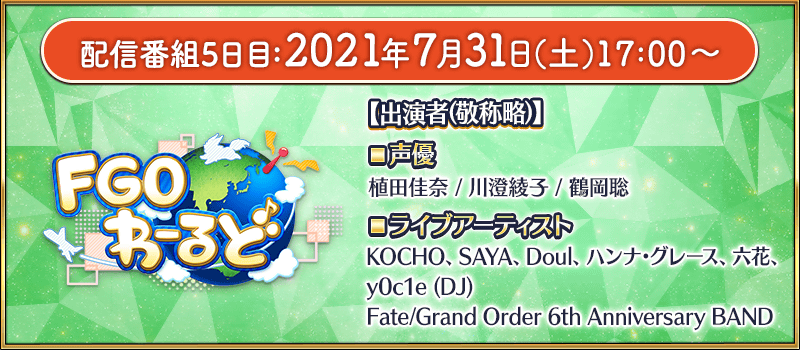 配信番組5日目：2021年7月31日(土)17:00～
FGO
わーるど
【出演者(敬称略)】
■声優
植田佳奈 / 川澄綾子 / 鶴岡聡
■ライブアーティスト
KOCHO、SAYA、Doul、ハンナ・グレース、六花、
y0c1e (DJ)
Fate/Grand Order 6th Anniversary BAND